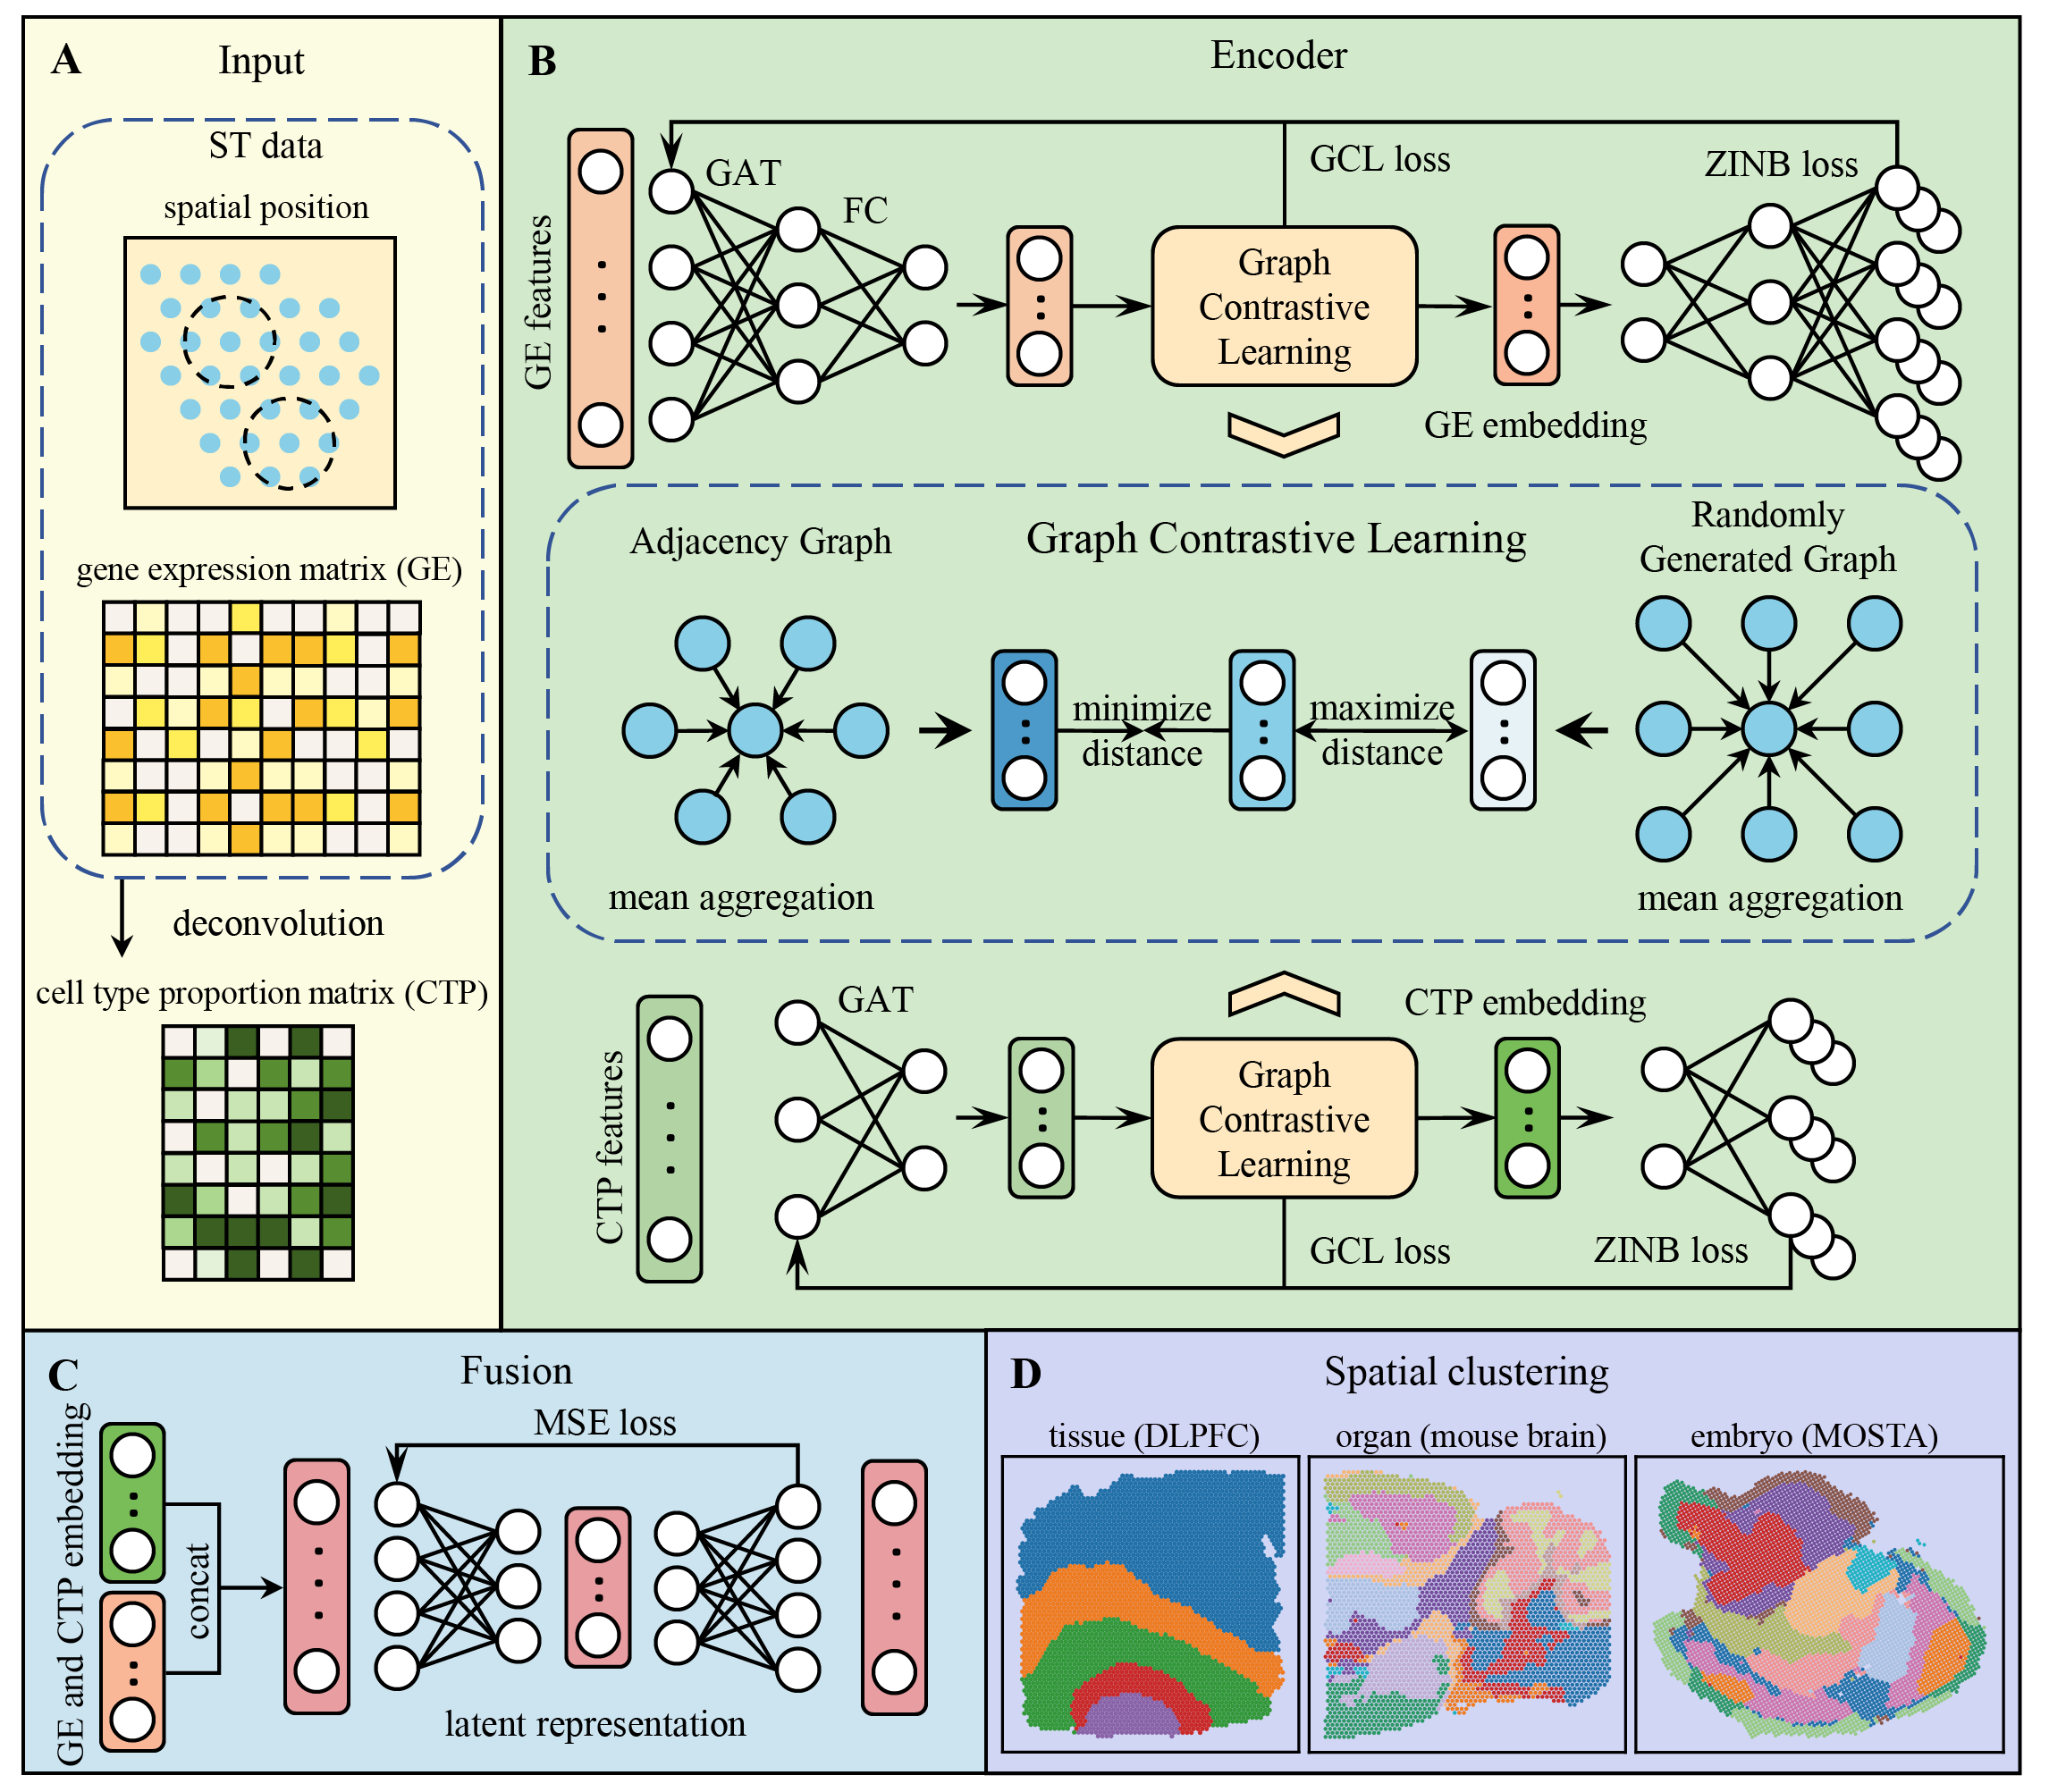 A
Input
ST data
spatial position
gene expression matrix (GE)
deconvolution
cell type proportion matrix (CTP)
B
Encoder
GE features
GAT
FC
GCL loss
ZINB loss
Graph
Contrastive
Learning
GE embedding
Adjacency Graph
Graph Contrastive Learning
Randomly
Generated Graph
minimize
distance
maximize
distance
mean aggregation
mean aggregation
CTP features
GAT
CTP embedding
Graph
Contrastive
Learning
GCL loss
ZINB loss
C
Fusion
GE and CTP embedding
concat
MSE loss
latent representation
D
Spatial clustering
tissue (DLPFC)
organ (mouse brain)
embryo (MOSTA)